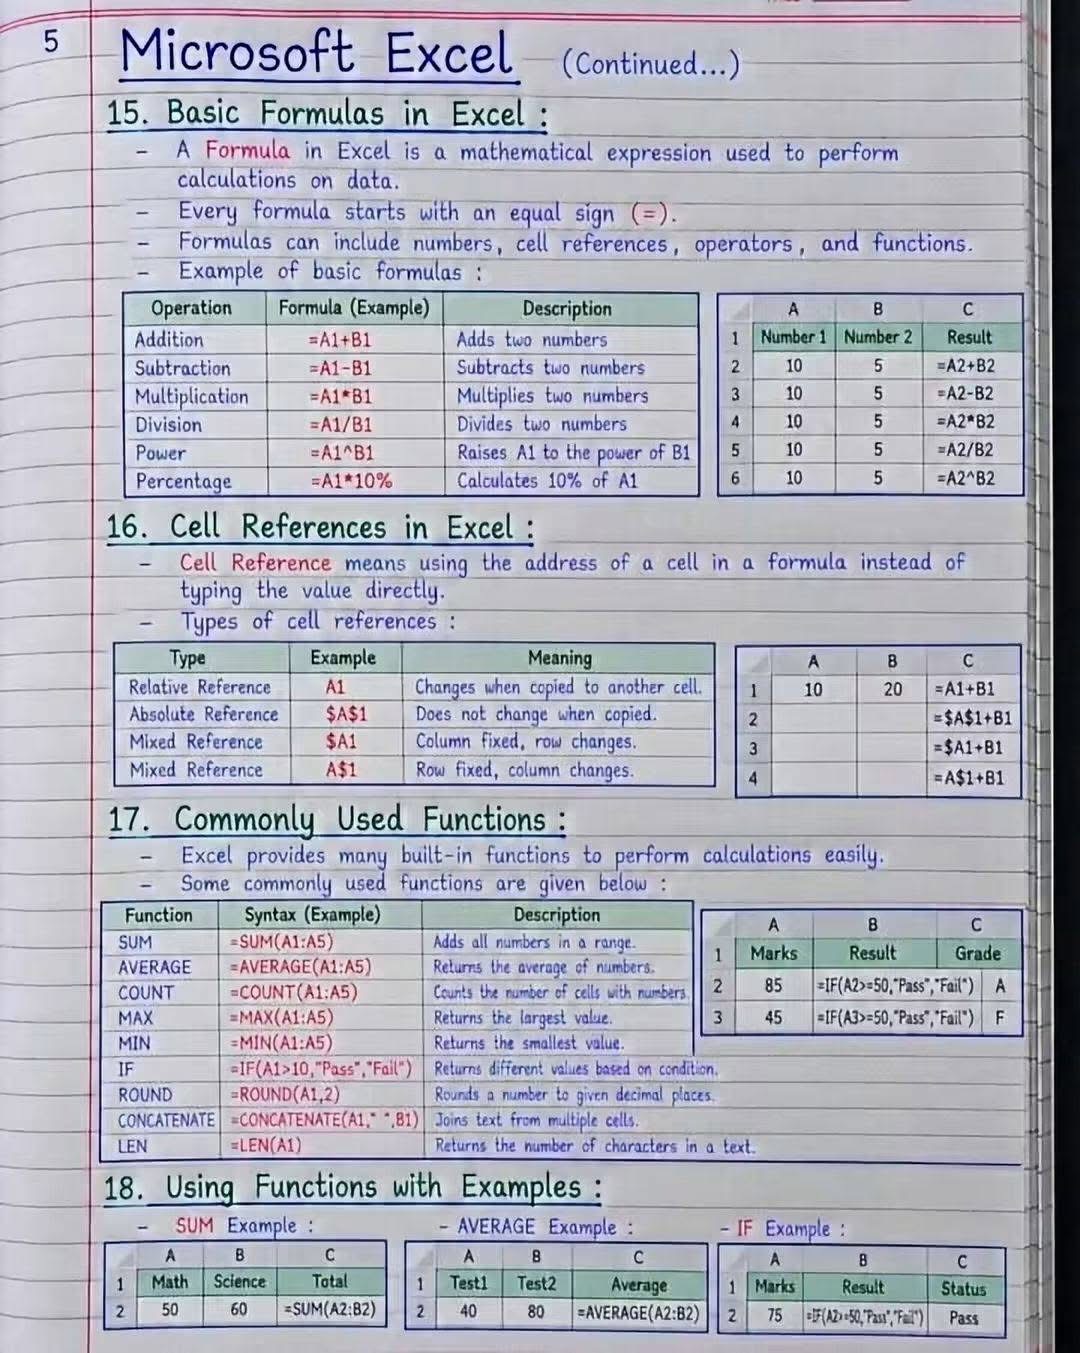 5
Microsoft Excel (Continued...)
15. Basic Formulas in Excel :
- A Formula in Excel is a mathematical expression used to perform
calculations on data.
- Every formula starts with an equal sign (=).
- Formulas can include numbers, cell references, operators, and functions.
- Example of basic formulas :
Operation Formula (Example) Description
Addition =A1+B1 Adds two numbers
Subtraction =A1-B1 Subtracts two numbers
Multiplication =A1*B1 Multiplies two numbers
Division =A1/B1 Divides two numbers
Power =A1^B1 Raises A1 to the power of B1
Percentage =A1*10% Calculates 10% of A1
A B C
1 Number 1 Number 2 Result
2 10 5 =A2+B2
3 10 5 =A2-B2
4 10 5 =A2*B2
5 10 5 =A2/B2
6 10 5 =A2^B2
16. Cell References in Excel :
- Cell Reference means using the address of a cell in a formula instead of
typing the value directly.
- Types of cell references :
Type Example Meaning
Relative Reference A1 Changes when copied to another cell.
Absolute Reference $A$1 Does not change when copied.
Mixed Reference $A1 Column fixed, row changes.
Mixed Reference A$1 Row fixed, column changes.
A B C
1 10 20 =A1+B1
2 =$A$1+B1
3 =$A1+B1
4 =A$1+B1
17. Commonly Used Functions :
- Excel provides many built-in functions to perform calculations easily.
- Some commonly used functions are given below :
Function Syntax (Example) Description
SUM =SUM(A1:A5) Adds all numbers in a range.
AVERAGE =AVERAGE(A1:A5) Returns the average of numbers.
COUNT =COUNT(A1:A5) Counts the number of cells with numbers.
MAX =MAX(A1:A5) Returns the largest value.
MIN =MIN(A1:A5) Returns the smallest value.
IF =IF(A1>10,"Pass","Fail") Returns different values based on condition.
ROUND =ROUND(A1,2) Rounds a number to given decimal places.
CONCATENATE =CONCATENATE(A1," ",B1) Joins text from multiple cells.
LEN =LEN(A1) Returns the number of characters in a text.
A B C
1 Marks Result Grade
2 85 =IF(A2>=50,"Pass","Fail") A
3 45 =IF(A3>=50,"Pass","Fail") F
18. Using Functions with Examples :
- SUM Example :
A B C
1 Math Science Total
2 50 60 =SUM(A2:B2)
- AVERAGE Example :
A B C
1 Test1 Test2 Average
2 40 80 =AVERAGE(A2:B2)
- IF Example :
A B C
1 Marks Result Status
2 75 =IF(A2>=50,"Pass","Fail") Pass